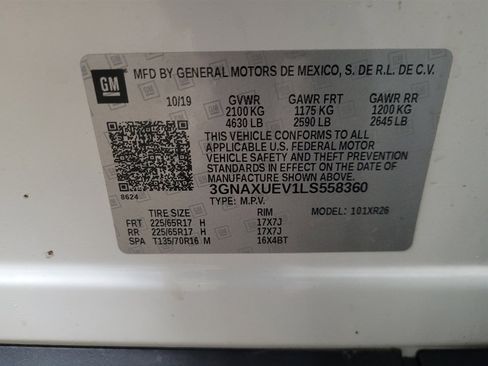 GM
MFD BY GENERAL MOTORS DE MEXICO, S. DE R.L. DE C.V.
10/19 GVWR GAWR FRT GAWR RR
2100 KG 1175 KG 1200 KG
4630 LB 2590 LB 2645 LB
THIS VEHICLE CONFORMS TO ALL
APPLICABLE U.S. FEDERAL MOTOR
VEHICLE SAFETY AND THEFT PREVENTION
STANDARDS IN EFFECT ON THE DATE OF
MANUFACTURE SHOWN ABOVE.
8624 3GNAXUEV1LS558360
TYPE: M.P.V.
TIRE SIZE RIM MODEL: 101XR26
FRT 225/65R17 H 17X7J
RR 225/65R17 H 17X7J
SPA T135/70R16 M 16X4BT